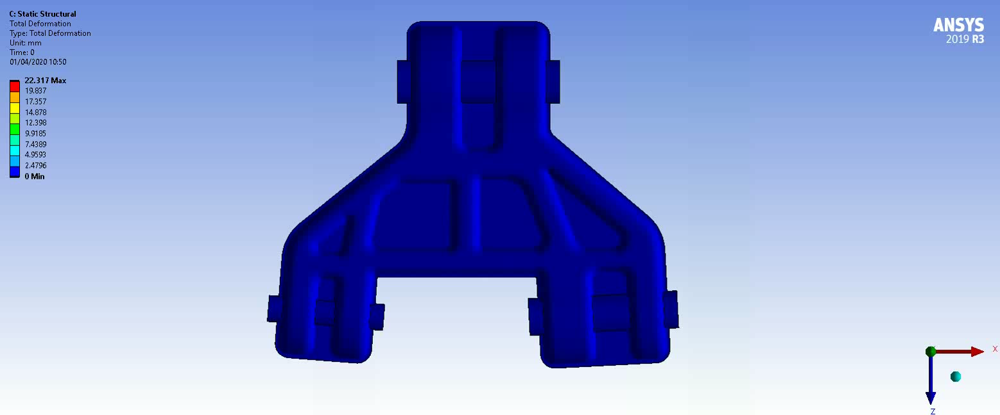 C: Static Structural
Total Deformation
Type: Total Deformation
Unit: mm
Time: 0
01/04/2020 10:50
22.317 Max
19.837
17.357
14.878
12.398
9.9185
7.4389
4.9593
2.4796
0 Min
ANSYS
2019 R3
X
Z